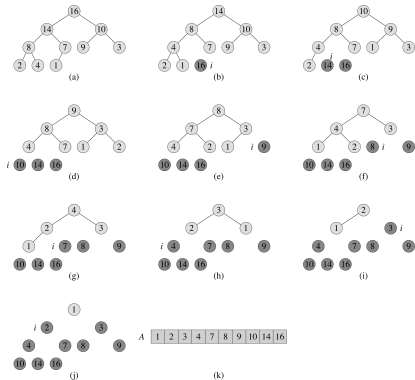 16
14 10
8 7 9 3
2 4 1
(a)
14
8 10
4 7 9 3
2 1 16 i
(b)
10
8 9
4 7 1 3
i
2 14 16
(c)
9
8 3
4 7 1 2
i 10 14 16
(d)
8
7 3
4 2 1 i 9
10 14 16
(e)
7
4 3
1 2 8 i 9
10 14 16
(f)
4
2 3
1 i 7 8 9
10 14 16
(g)
3
2 1
i 4 7 8 9
10 14 16
(h)
2
1 3 i
4 7 8 9
10 14 16
(i)
1
i 2 3
4 7 8 9
10 14 16
(j)
A 1 2 3 4 7 8 9 10 14 16
(k)